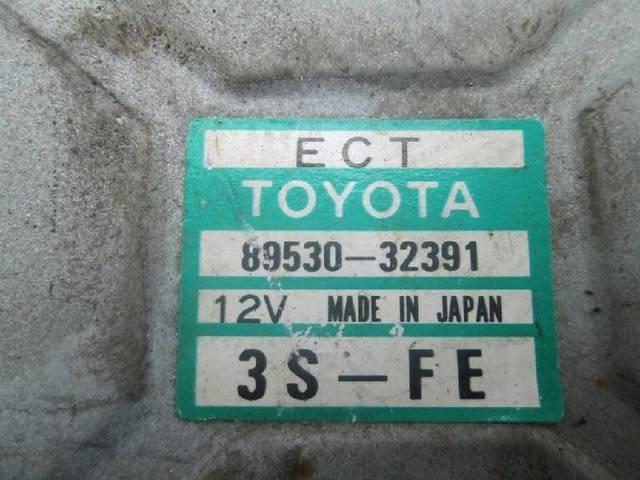 ECT
TOYOTA
89530-32391
12V MADE IN JAPAN
3S-FE